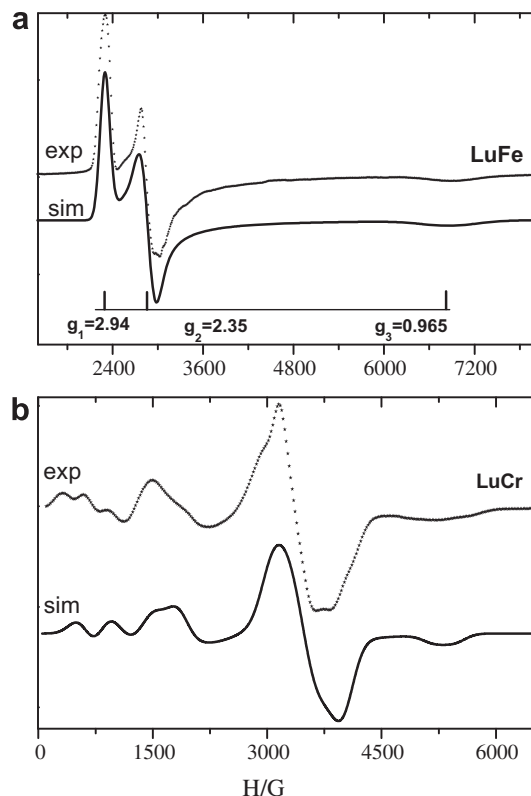 a
exp
LuFe
sim
g1=2.94
g2=2.35
g3=0.965
2400 3600 4800 6000 7200
b
exp
LuCr
sim
0 1500 3000 4500 6000
H/G